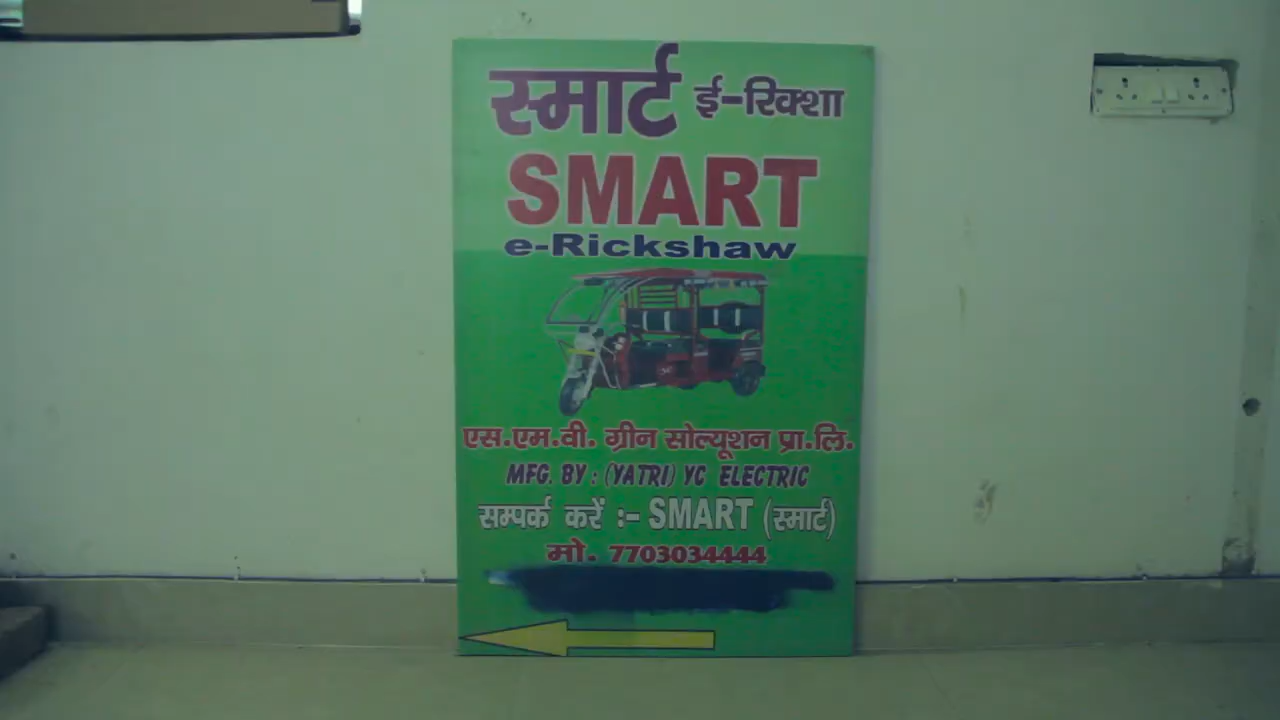 स्मार्ट ई-रिक्शा
SMART
e-Rickshaw
एस.एम.वी. ग्रीन सोल्यूशन प्रा.लि.
MFG. BY : (YATRI) YC ELECTRIC
सम्पर्क करें :- SMART (स्मार्ट)
मो. 7703034444